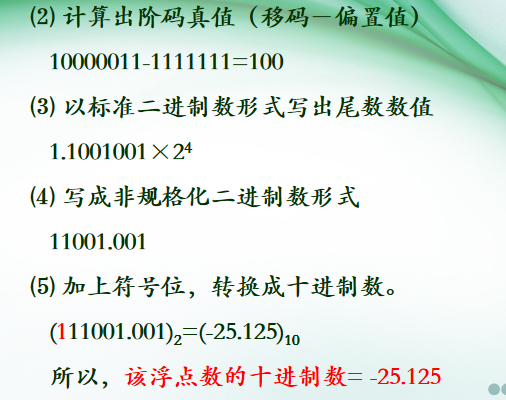 (2) 计算出阶码真值（移码－偏置值）
10000011-1111111=100
(3) 以标准二进制数形式写出尾数数值
1.1001001×2⁴
(4) 写成非规格化二进制数形式
11001.001
(5) 加上符号位，转换成十进制数。
(111001.001)₂=(-25.125)₁₀
所以，该浮点数的十进制数= -25.125